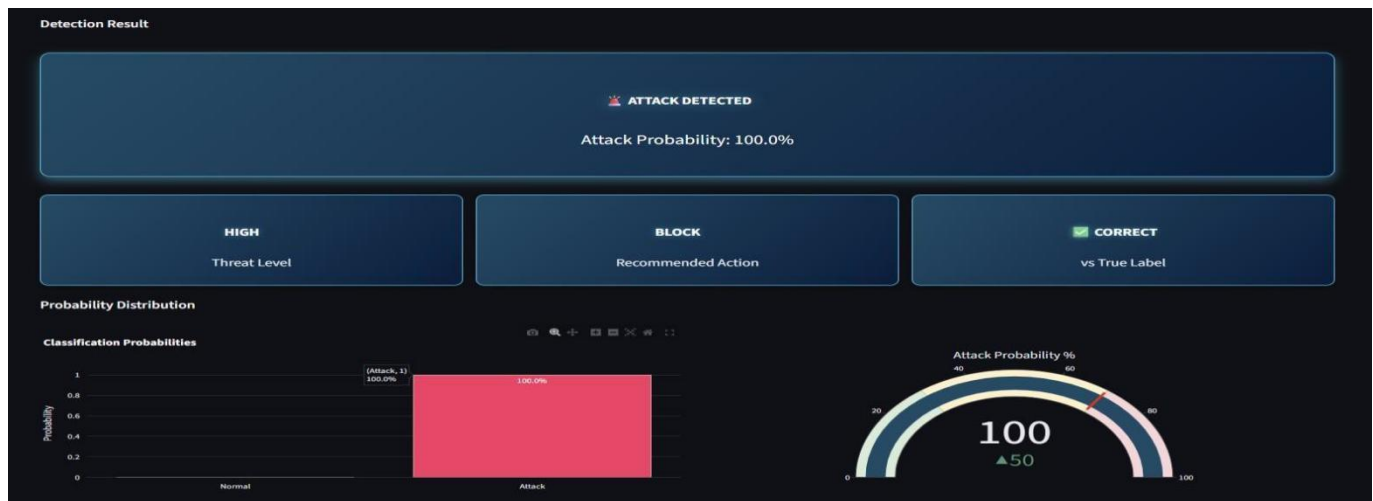 Detection Result
🚨 ATTACK DETECTED
Attack Probability: 100.0%
HIGH
Threat Level
BLOCK
Recommended Action
✅ CORRECT
vs True Label
Probability Distribution
Classification Probabilities
Probability
1
0.8
0.6
0.4
0.2
0
(Attack, 1)
100.0%
100.0%
Normal
Attack
Attack Probability %
0
20
40
60
80
100
100
▲50